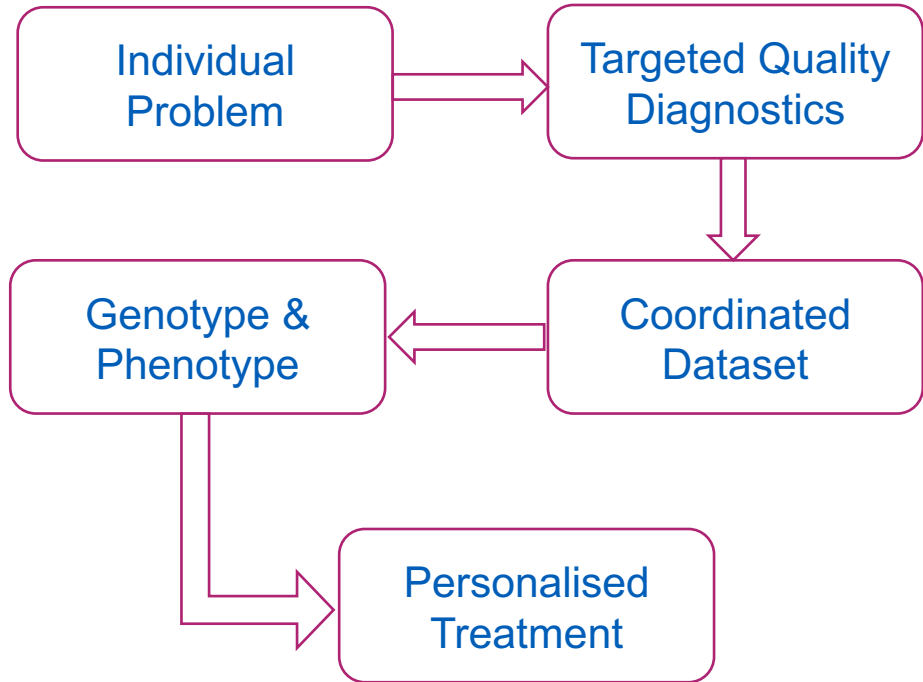 Individual
Problem
Targeted Quality
Diagnostics
Coordinated
Dataset
Genotype &
Phenotype
Personalised
Treatment